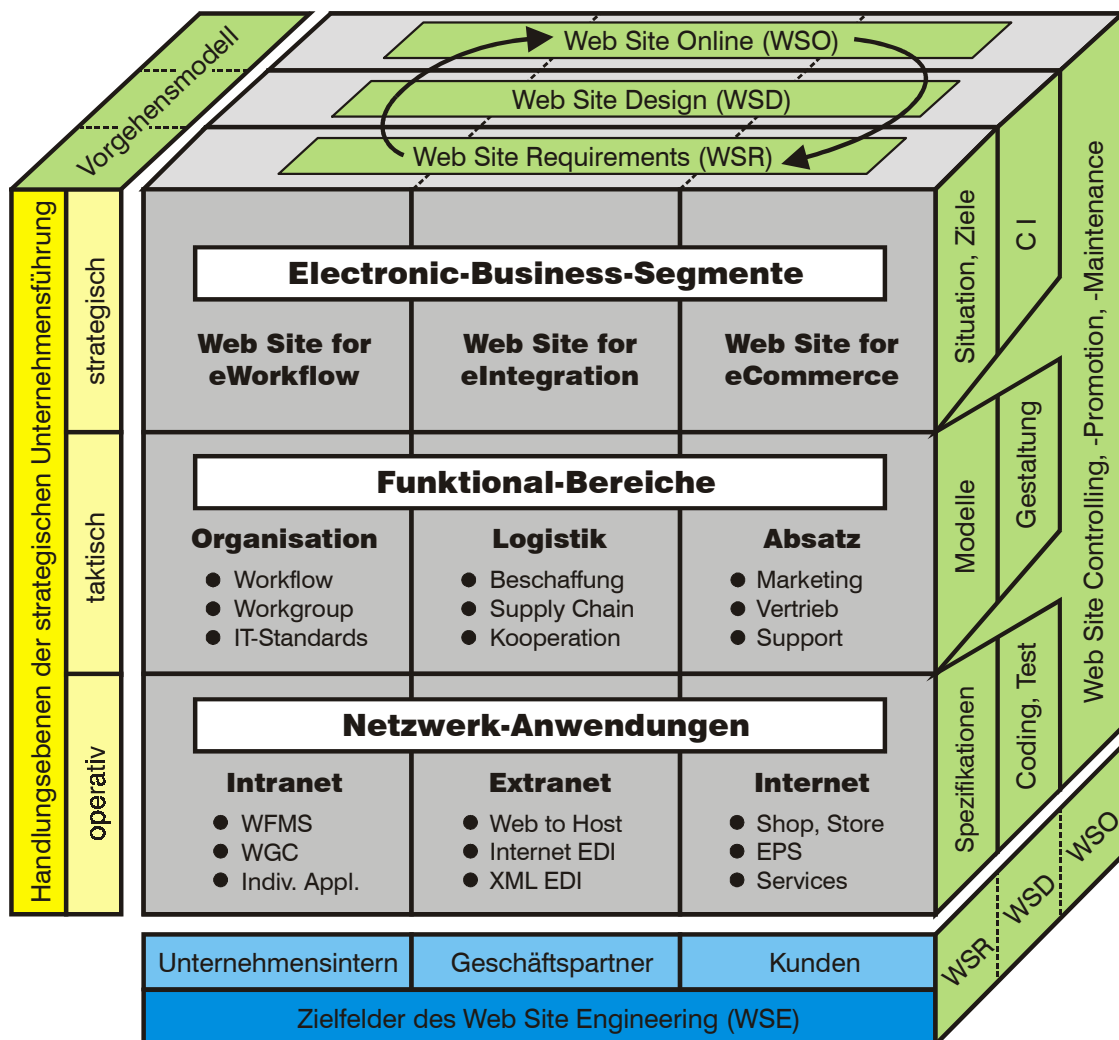 Vorgehensmodell
Web Site Online (WSO)
Web Site Design (WSD)
Web Site Requirements (WSR)
Handlungsebenen der strategischen Unternehmensführung
strategisch
taktisch
operativ
Electronic-Business-Segmente
Web Site for
eWorkflow
Web Site for
eIntegration
Web Site for
eCommerce
Funktional-Bereiche
Organisation
● Workflow
● Workgroup
● IT-Standards
Logistik
● Beschaffung
● Supply Chain
● Kooperation
Absatz
● Marketing
● Vertrieb
● Support
Netzwerk-Anwendungen
Intranet
● WFMS
● WGC
● Indiv. Appl.
Extranet
● Web to Host
● Internet EDI
● XML EDI
Internet
● Shop, Store
● EPS
● Services
Situation, Ziele
C I
Modelle
Gestaltung
Spezifikationen
Coding, Test
Web Site Controlling, -Promotion, -Maintenance
WSR
WSD
WSO
Unternehmensintern
Geschäftspartner
Kunden
Zielfelder des Web Site Engineering (WSE)